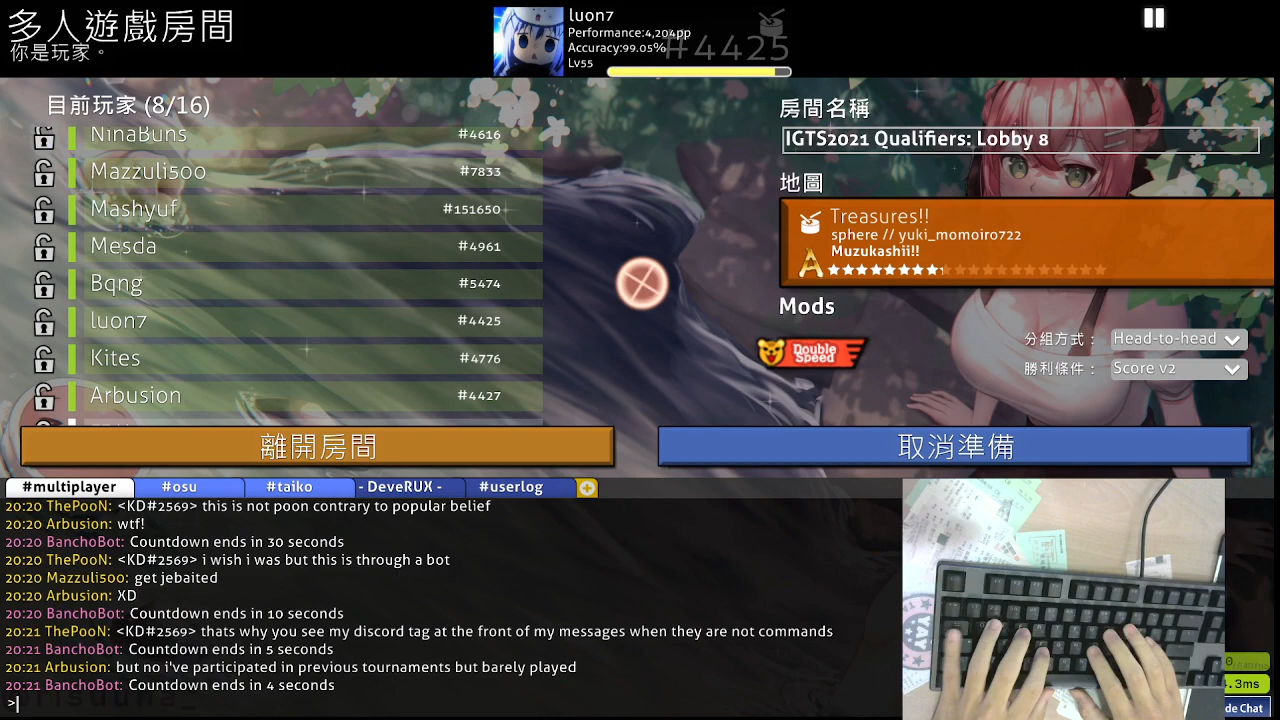 多人遊戲房間
你是玩家。
luon7
Performance:4,204pp
Accuracy:99.05%
Lv55
#4425
目前玩家 (8/16)
NinaBuns #4616
Mazzuli500 #7833
Mashyuf #151650
Mesda #4961
Bqng #5474
luon7 #4425
Kites #4776
Arbusion #4427
房間名稱
IGTS2021 Qualifiers: Lobby 8
地圖
Treasures!!
sphere // yuki_momoiro722
Muzukashii!!
Mods
Double Speed
分組方式： Head-to-head
勝利條件： Score v2
離開房間
取消準備
#multiplayer #osu #taiko - DeveRUX - #userlog
20:20 ThePooN: <KD#2569> this is not poon contrary to popular belief
20:20 Arbusion: wtf!
20:20 BanchoBot: Countdown ends in 30 seconds
20:20 ThePooN: <KD#2569> i wish i was but this is through a bot
20:20 Mazzuli500: get jebaited
20:20 Arbusion: XD
20:20 BanchoBot: Countdown ends in 10 seconds
20:21 ThePooN: <KD#2569> thats why you see my discord tag at the front of my messages when they are not commands
20:21 BanchoBot: Countdown ends in 5 seconds
20:21 Arbusion: but no i've participated in previous tournaments but barely played
20:21 BanchoBot: Countdown ends in 4 seconds
>
.3ms
de Chat